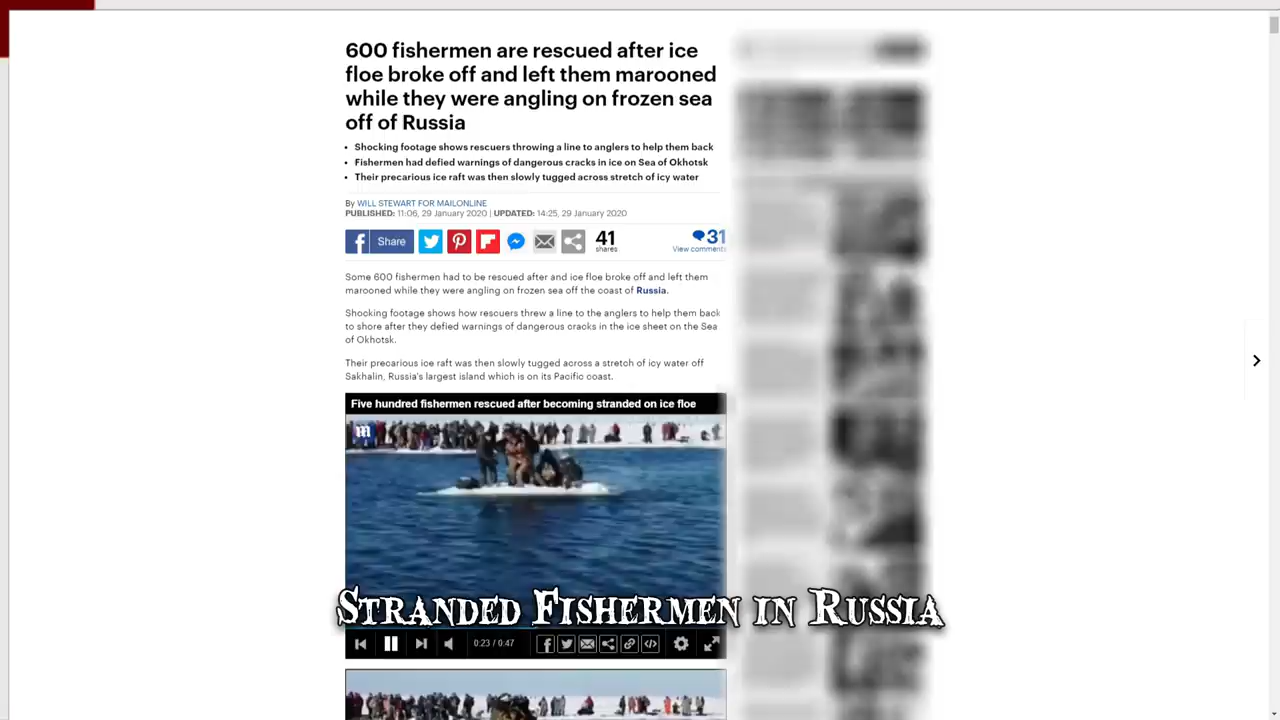 600 fishermen are rescued after ice
floe broke off and left them marooned
while they were angling on frozen sea
off of Russia
• Shocking footage shows rescuers throwing a line to anglers to help them back
• Fishermen had defied warnings of dangerous cracks in ice on Sea of Okhotsk
• Their precarious ice raft was then slowly tugged across stretch of icy water
By WILL STEWART FOR MAILONLINE
PUBLISHED: 11:06, 29 January 2020 | UPDATED: 14:25, 29 January 2020
Share
41
shares
31
View comments
Some 600 fishermen had to be rescued after and ice floe broke off and left them
marooned while they were angling on frozen sea off the coast of Russia.
Shocking footage shows how rescuers threw a line to the anglers to help them back
to shore after they defied warnings of dangerous cracks in the ice sheet on the Sea
of Okhotsk.
Their precarious ice raft was then slowly tugged across a stretch of icy water off
Sakhalin, Russia's largest island which is on its Pacific coast.
Five hundred fishermen rescued after becoming stranded on ice floe
m
Stranded Fishermen in Russia
0:23 / 0:47